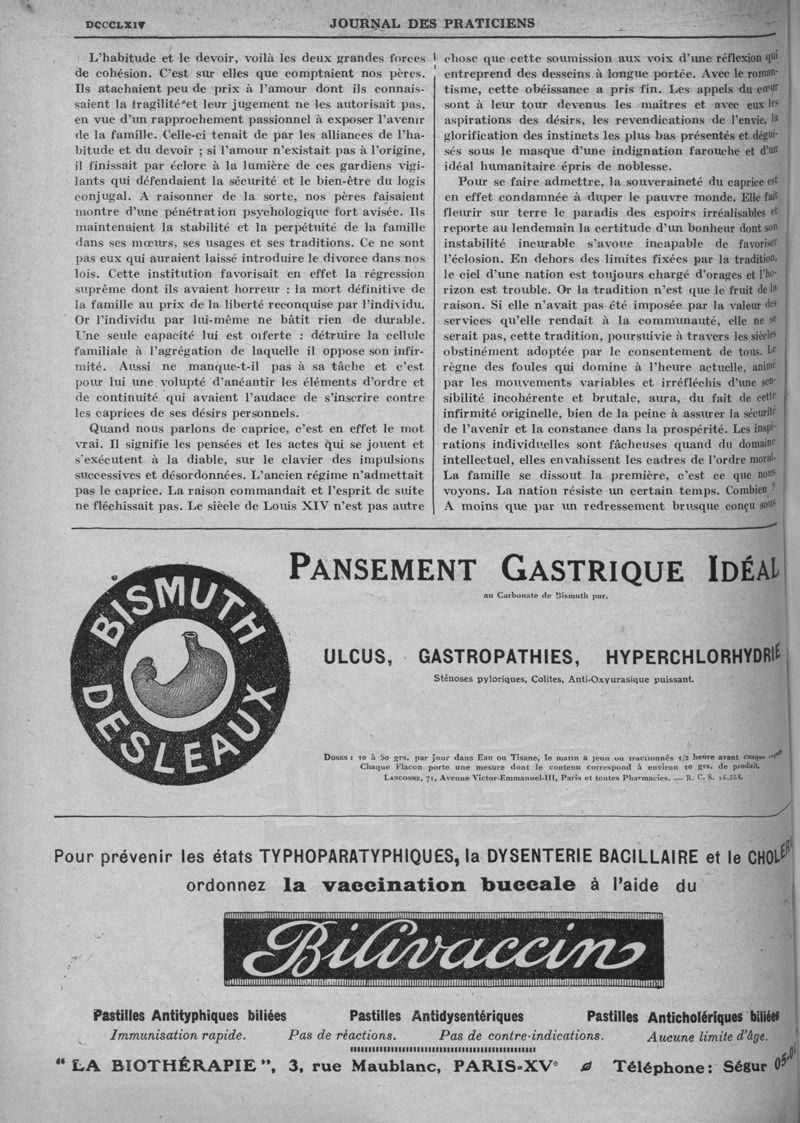 DCCCLXIV
JOURNAL DES PRATICIENS
L'habitude et le devoir, voilà les deux grandes forces
de cohésion. C'est sur elles que comptaient nos pères.
Ils atachaient peu de prix à l'amour dont ils connais-
saient la fragilité et leur jugement ne les autorisait pas,
en vue d'un rapprochement passionnel à exposer l'avenir
de la famille. Celle-ci tenait de par les alliances de l'ha-
bitude et du devoir ; si l'amour n'existait pas à l'origine,
il finissait par éclore à la lumière de ces gardiens vigi-
lants qui défendaient la sécurité et le bien-être du logis
conjugal. A raisonner de la sorte, nos pères faisaient
montre d'une pénétration psychologique fort avisée. Ils
maintenaient la stabilité et la perpétuité de la famille
dans ses mœurs, ses usages et ses traditions. Ce ne sont
pas eux qui auraient laissé introduire le divorce dans nos
lois. Cette institution favorisait en effet la régression
suprême dont ils avaient horreur : la mort définitive de
la famille au prix de la liberté reconquise par l'individu.
Or l'individu par lui-même ne bâtit rien de durable.
Une seule capacité lui est offerte : détruire la cellule
familiale à l'agrégation de laquelle il oppose son infir-
mité. Aussi ne manque-t-il pas à sa tâche et c'est
pour lui une volupté d'anéantir les éléments d'ordre et
de continuité qui avaient l'audace de s'inscrire contre
les caprices de ses désirs personnels.
Quand nous parlons de caprice, c'est en effet le mot
vrai. Il signifie les pensées et les actes qui se jouent et
s'exécutent à la diable, sur le clavier des impulsions
successives et désordonnées. L'ancien régime n'admettait
pas le caprice. La raison commandait et l'esprit de suite
ne fléchissait pas. Le siècle de Louis XIV n'est pas autre
chose que cette soumission aux voix d'une réflexion qui
entreprend des desseins à longue portée. Avec le roman-
tisme, cette obéissance a pris fin. Les appels du cœur
sont à leur tour devenus les maîtres et avec eux les
aspirations des désirs, les revendications de l'envie, la
glorification des instincts les plus bas présentés et dégui-
sés sous le masque d'une indignation farouche et d'un
idéal humanitaire épris de noblesse.
Pour se faire admettre, la souveraineté du caprice est
en effet condamnée à duper le pauvre monde. Elle fait
fleurir sur terre le paradis des espoirs irréalisables et
reporte au lendemain la certitude d'un bonheur dont son
instabilité incurable s'avoue incapable de favoriser
l'éclosion. En dehors des limites fixées par la tradition,
le ciel d'une nation est toujours chargé d'orages et l'ho-
rizon est trouble. Or la tradition n'est que le fruit de la
raison. Si elle n'avait pas été imposée par la valeur des
services qu'elle rendait à la communauté, elle ne se
serait pas, cette tradition, poursuivie à travers les siècles
obstinément adoptée par le consentement de tous. Le
règne des foules qui domine à l'heure actuelle, animé
par les mouvements variables et irréfléchis d'une sen-
sibilité incohérente et brutale, aura, du fait de cette
infirmité originelle, bien de la peine à assurer la sécurité
de l'avenir et la constance dans la prospérité. Les inspi-
rations individuelles sont fâcheuses quand du domaine
intellectuel, elles envahissent les cadres de l'ordre moral.
La famille se dissout la première, c'est ce que nous
voyons. La nation résiste un certain temps. Combien ?
A moins que par un redressement brusque conçu sous
BISMUTH
DESLEAUX
PANSEMENT GASTRIQUE IDÉAL
au Carbonate de Bismuth pur.
ULCUS, GASTROPATHIES, HYPERCHLORHYDRIE
Sténoses pyloriques, Colites, Anti-Oxyurasique puissant.
DOSES : 10 à 80 grs, par jour dans Eau ou Tisane, le matin à jeun ou fractionnés 1/2 heure avant chaque repas
Chaque Flacon porte une mesure dont le contenu correspond à environ 10 grs. de produit.
LANCOSME, 71, Avenue Victor-Emmanuel-III, Paris et toutes Pharmacies. — R. C. S.
Pour prévenir les états TYPHOPARATYPHIQUES, la DYSENTERIE BACILLAIRE et le CHOLÉRA
ordonnez la vaccination buccale à l'aide du
Bilivaccin
Pastilles Antityphiques biliées Pastilles Antidysentériques Pastilles Anticholériques biliées
Immunisation rapide. Pas de réactions. Pas de contre-indications. Aucune limite d'âge.
“ LA BIOTHÉRAPIE ”, 3, rue Maublanc, PARIS-XVe Téléphone : Ségur